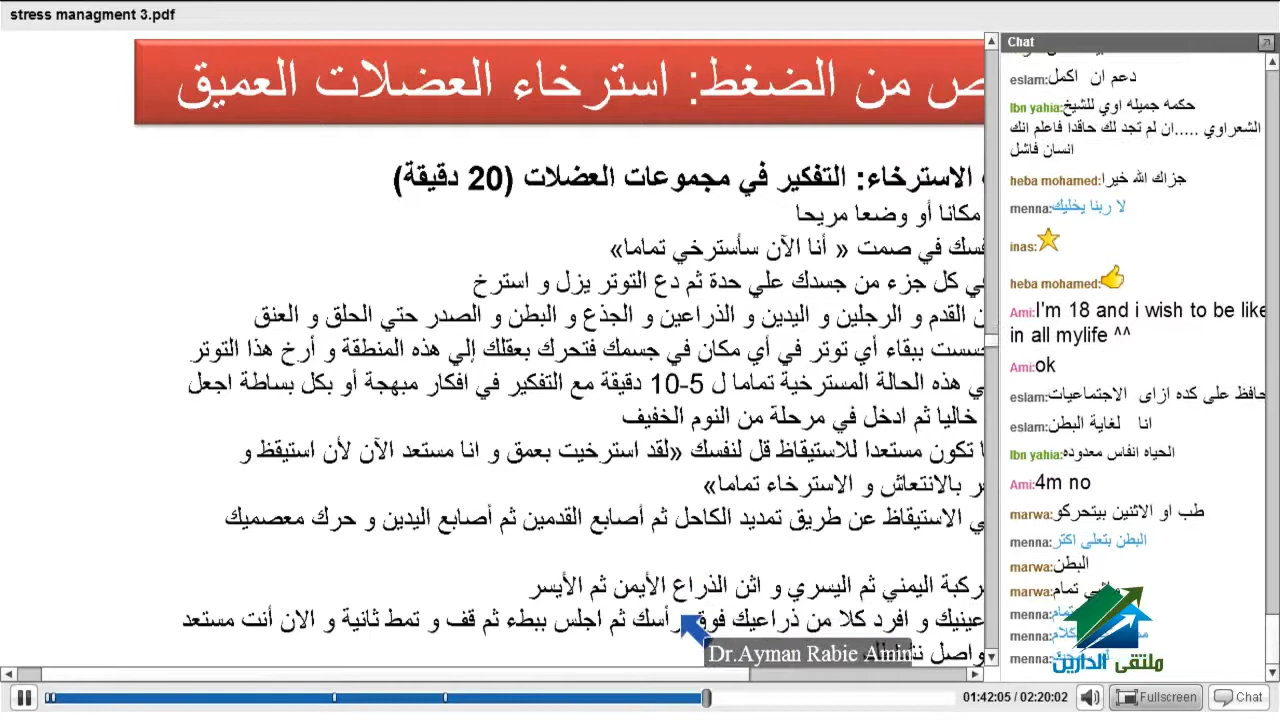 stress managment 3.pdf
ص من الضغط: استرخاء العضلات العميق
الاسترخاء: التفكير في مجموعات العضلات (20 دقيقة)
مكانا أو وضعا مريحا
فسك في صمت « أنا الآن سأسترخي تماما»
في كل جزء من جسدك علي حدة ثم دع التوتر يزل و استرخ
ن القدم و الرجلين و اليدين و الذراعين و الجذع و البطن و الصدر حتي الحلق و العنق
حسست ببقاء أي توتر في أي مكان في جسمك فتحرك بعقلك إلي هذه المنطقة و أرخ هذا التوتر
ي هذه الحالة المسترخية تماما ل 5-10 دقيقة مع التفكير في افكار مبهجة أو بكل بساطة اجعل
خاليا ثم ادخل في مرحلة من النوم الخفيف
ا تكون مستعدا للاستيقاظ قل لنفسك «لقد استرخيت بعمق و انا مستعد الآن لأن استيقظ و
ر بالانتعاش و الاسترخاء تماما»
ي الاستيقاظ عن طريق تمديد الكاحل ثم أصابع القدمين ثم أصابع اليدين و حرك معصميك
ركبة اليمني ثم اليسري و اثن الذراع الأيمن ثم الأيسر
عينيك و افرد كلا من ذراعيك فوق رأسك ثم اجلس ببطء ثم قف و تمط ثانية و الان أنت مستعد
واصل
Dr.Ayman Rabie Amin
Chat
eslam: دعم ان اكمل
Ibn yahia: حكمه جميله اوي للشيخ
الشعراوي .....ان لم تجد لك حاقدا فاعلم انك
انسان فاشل
heba mohamed: جزاك الله خيرا
menna: لا ربنا يخليك
inas:
heba mohamed:
Ami: I'm 18 and i wish to be like
in all mylife ^^
Ami: ok
eslam: حافظ على كده ازاى الاجتماعيات
eslam: انا لغاية البطن
Ibn yahia: الحياه انفاس معدوده
Ami: 4m no
marwa: طب او الاثنين بيتحركو
menna: البطن بتعلى اكتر
marwa: البطن
marwa: تمام
menna: تمام
menna:
menna:
ملتقى الدارين
01:42:05 / 02:20:02
Fullscreen
Chat